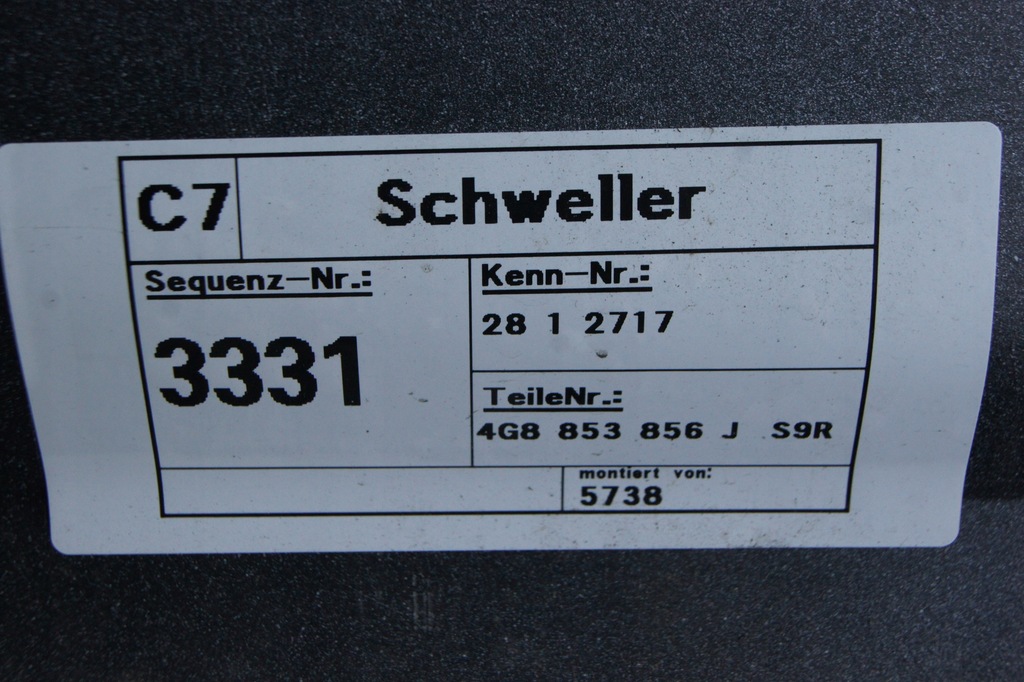 C7 Schweller
Sequenz-Nr.:
3331
Kenn-Nr.:
28 1 2717
TeileNr.:
4G8 853 856 J S9R
montiert von:
5738